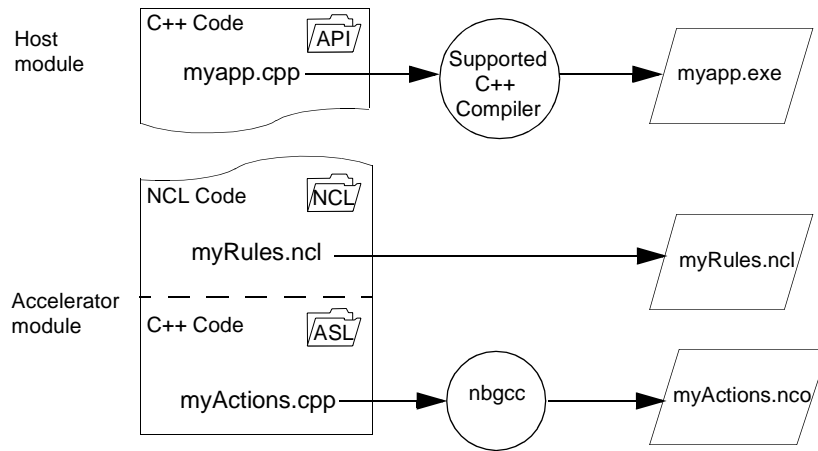 Host
module
C++ Code
API
myapp.cpp
Supported
C++
Compiler
myapp.exe
NCL Code
NCL
myRules.ncl
myRules.ncl
Accelerator
module
C++ Code
ASL
myActions.cpp
nbgcc
myActions.nco